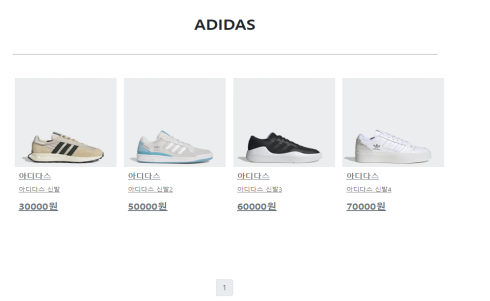 ADIDAS
아디다스 아디다스 아디다스 아디다스
아디다스 신발 아디다스 신발2 아디다스 신발3 아디다스 신발4
30000원 50000원 60000원 70000원
1